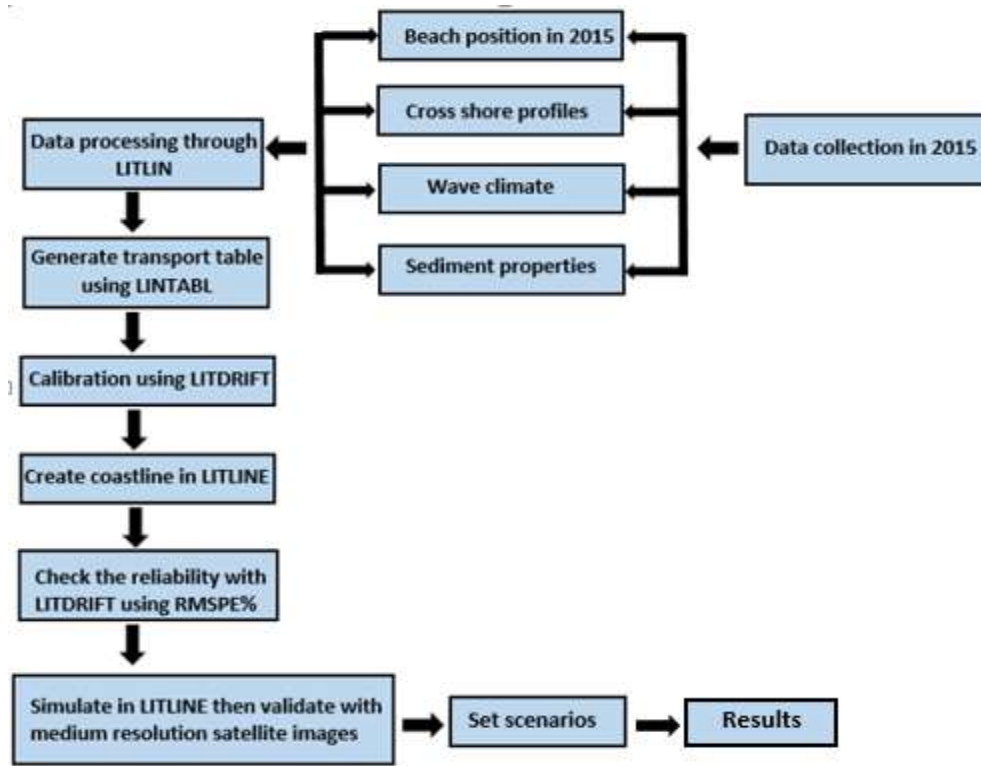 Beach position in 2015
Cross shore profiles
Data collection in 2015
Data processing through
LITLIN
Wave climate
Sediment properties
Generate transport table
using LINTABL
Calibration using LITDRIFT
Create coastline in LITLINE
Check the reliability with
LITDRIFT using RMSPE%
Simulate in LITLINE then validate with
medium resolution satellite images
Set scenarios
Results